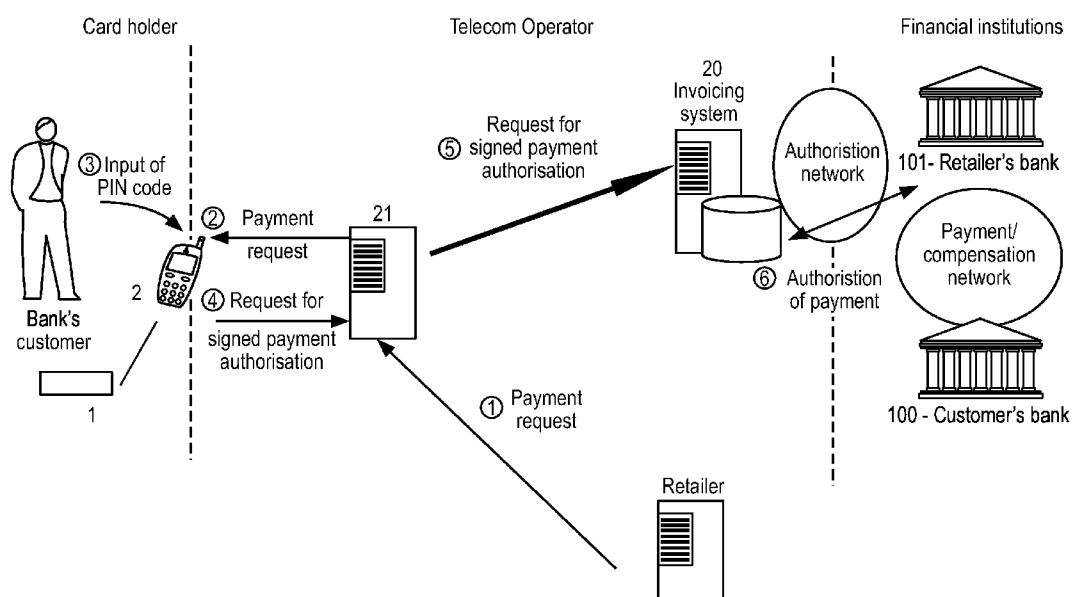 Card holder
Telecom Operator
Financial institutions
③ Input of
PIN code
Bank's
customer
1
2
② Payment
request
④ Request for
signed payment
authorisation
21
⑤ Request for
signed payment
authorisation
① Payment
request
Retailer
20
Invoicing
system
Authoristion
network
⑥ Authoristion
of payment
101- Retailer's bank
Payment/
compensation
network
100 - Customer's bank